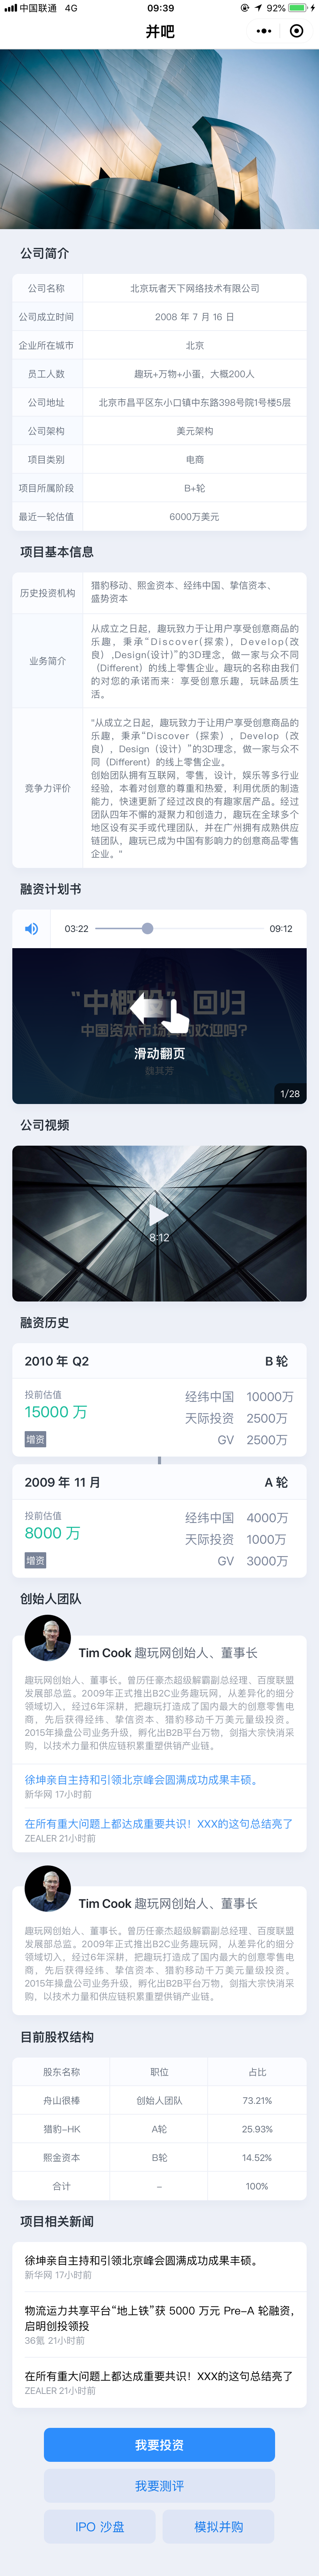 中国联通 4G 09:39 92%
并吧
公司简介
公司名称 北京玩者天下网络技术有限公司
公司成立时间 2008 年 7 月 16 日
企业所在城市 北京
员工人数 趣玩+万物+小蛋，大概200人
公司地址 北京市昌平区东小口镇中东路398号院1号楼5层
公司架构 美元架构
项目类别 电商
项目所属阶段 B+轮
最近一轮估值 6000万美元
项目基本信息
历史投资机构 猎豹移动、熙金资本、经纬中国、挚信资本、
盛势资本
从成立之日起，趣玩致力于让用户享受创意商品的
乐趣，秉承“Discover(探索)，Develop(改
良）,Design(设计)”的3D理念，做一家与众不同
业务简介 （Different）的线上零售企业。趣玩的名称由我们
的对您的承诺而来：享受创意乐趣，玩味品质生
活。
“从成立之日起，趣玩致力于让用户享受创意商品的
乐趣，秉承“Discover（探索），Develop（改
良），Design（设计）”的3D理念，做一家与众不
同（Different）的线上零售企业。
创始团队拥有互联网，零售，设计，娱乐等多行业
竞争力评价 经验，本着对创意的尊重和热爱，利用优质的制造
能力，快速更新了经过改良的有趣家居产品。经过
团队四年不懈的凝聚力和创造力，趣玩在全球多个
地区设有买手或代理团队，并在广州拥有成熟供应
链团队，趣玩已成为中国有影响力的创意商品零售
企业。”
融资计划书
03:22 09:12
“中概股”回归
中国资本市场真的欢迎吗？
滑动翻页
魏其芳
1/28
公司视频
8:12
融资历史
2010 年 Q2 B 轮
投前估值 经纬中国 10000万
15000 万 天际投资 2500万
增资 GV 2500万
2009 年 11 月 A 轮
投前估值 经纬中国 4000万
8000 万 天际投资 1000万
增资 GV 3000万
创始人团队
Tim Cook 趣玩网创始人、董事长
趣玩网创始人、董事长。曾历任豪杰超级解霸副总经理、百度联盟
发展部总监。2009年正式推出B2C业务趣玩网，从差异化的细分
领域切入，经过6年深耕，把趣玩打造成了国内最大的创意零售电
商，先后获得经纬、挚信资本、猎豹移动千万美元量级投资。
2015年操盘公司业务升级、孵化出B2B平台万物，剑指大宗快消采
购，以技术力量和供应链积累重塑供销产业链。
徐坤亲自主持和引领北京峰会圆满成功成果丰硕。
新华网 17小时前
在所有重大问题上都达成重要共识！XXX的这句总结亮了
ZEALER 21小时前
Tim Cook 趣玩网创始人、董事长
趣玩网创始人、董事长。曾历任豪杰超级解霸副总经理、百度联盟
发展部总监。2009年正式推出B2C业务趣玩网，从差异化的细分
领域切入，经过6年深耕，把趣玩打造成了国内最大的创意零售电
商，先后获得经纬、挚信资本、猎豹移动千万美元量级投资。
2015年操盘公司业务升级、孵化出B2B平台万物，剑指大宗快消采
购，以技术力量和供应链积累重塑供销产业链。
目前股权结构
股东名称 职位 占比
舟山很棒 创始人团队 73.21%
猎豹-HK A轮 25.93%
熙金资本 B轮 14.52%
合计 - 100%
项目相关新闻
徐坤亲自主持和引领北京峰会圆满成功成果丰硕。
新华网 17小时前
物流运力共享平台“地上铁”获 5000 万元 Pre-A 轮融资，
启明创投领投
36氪 21小时前
在所有重大问题上都达成重要共识！XXX的这句总结亮了
ZEALER 21小时前
我要投资
我要测评
IPO 沙盘 模拟并购